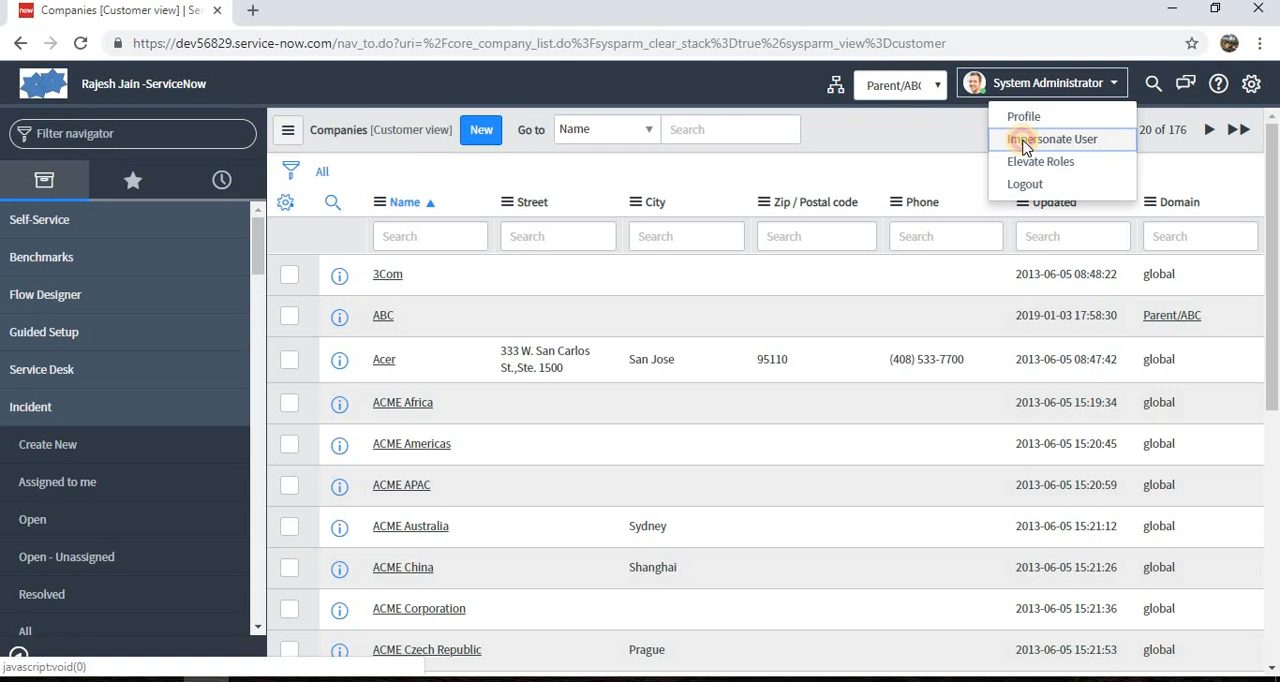 Companies [Customer view] | Ser
https://dev56829.service-now.com/nav_to.do?uri=%2Fcore_company_list.do%3Fsysparm_clear_stack%3Dtrue%26sysparm_view%3Dcustomer
Rajesh Jain -ServiceNow
Parent/AB(
System Administrator
Filter navigator
Companies [Customer view]
New
Go to
Name
Search
20 of 176
Profile
Impersonate User
Elevate Roles
Logout
All
Name
Street
City
Zip / Postal code
Phone
Updated
Domain
Search Search Search Search Search Search Search
3Com 2013-06-05 08:48:22 global
ABC 2019-01-03 17:58:30 Parent/ABC
Acer 333 W. San Carlos San Jose 95110 (408) 533-7700 2013-06-05 08:47:42 global
St.,Ste. 1500
ACME Africa 2013-06-05 15:19:34 global
ACME Americas 2013-06-05 15:20:45 global
ACME APAC 2013-06-05 15:20:59 global
ACME Australia Sydney 2013-06-05 15:21:12 global
ACME China Shanghai 2013-06-05 15:21:26 global
ACME Corporation 2013-06-05 15:21:36 global
ACME Czech Republic Prague 2013-06-05 15:21:53 global
Self-Service
Benchmarks
Flow Designer
Guided Setup
Service Desk
Incident
Create New
Assigned to me
Open
Open - Unassigned
Resolved
All
javascript:void(0)